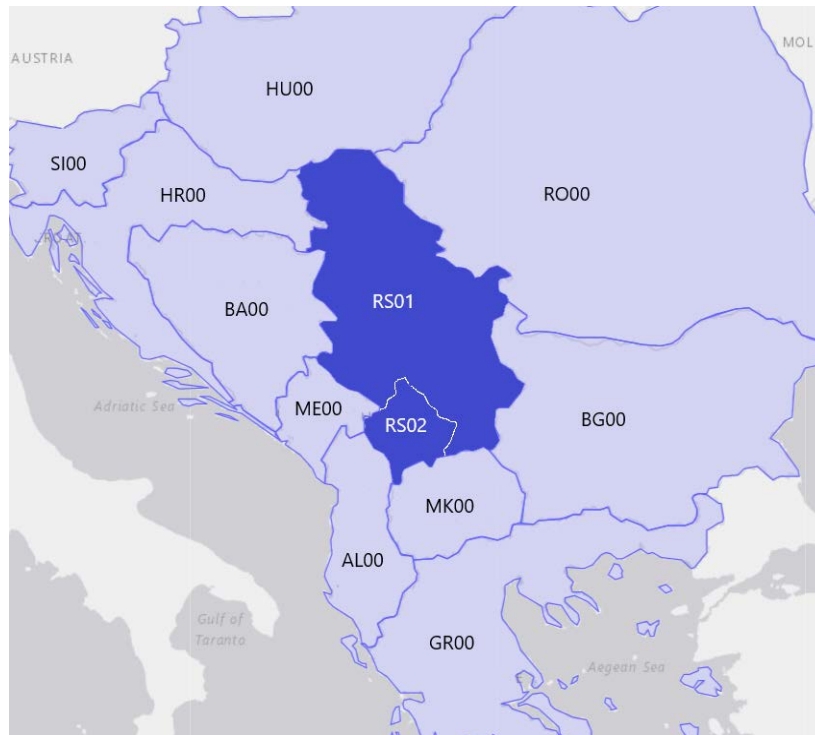 AUSTRIA
MOL
HU00
SI00
HR00
RO00
RS01
BA00
Adriatic Sea
ME00
RS02
BG00
MK00
AL00
Gulf of
Taranto
GR00
Aegean Sea